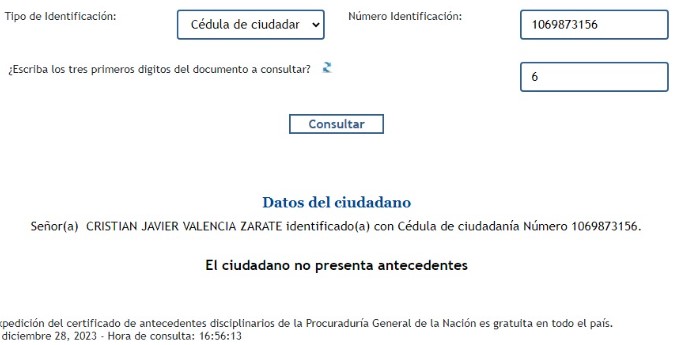 Tipo de Identificación: Cédula de ciudadar Número Identificación: 1069873156
¿Escriba los tres primeros digitos del documento a consultar? 6
Consultar
Datos del ciudadano
Señor(a) CRISTIAN JAVIER VALENCIA ZARATE identificado(a) con Cédula de ciudadanía Número 1069873156.
El ciudadano no presenta antecedentes
xpedición del certificado de antecedentes disciplinarios de la Procuraduría General de la Nación es gratuita en todo el país.
diciembre 28, 2023 - Hora de consulta: 16:56:13